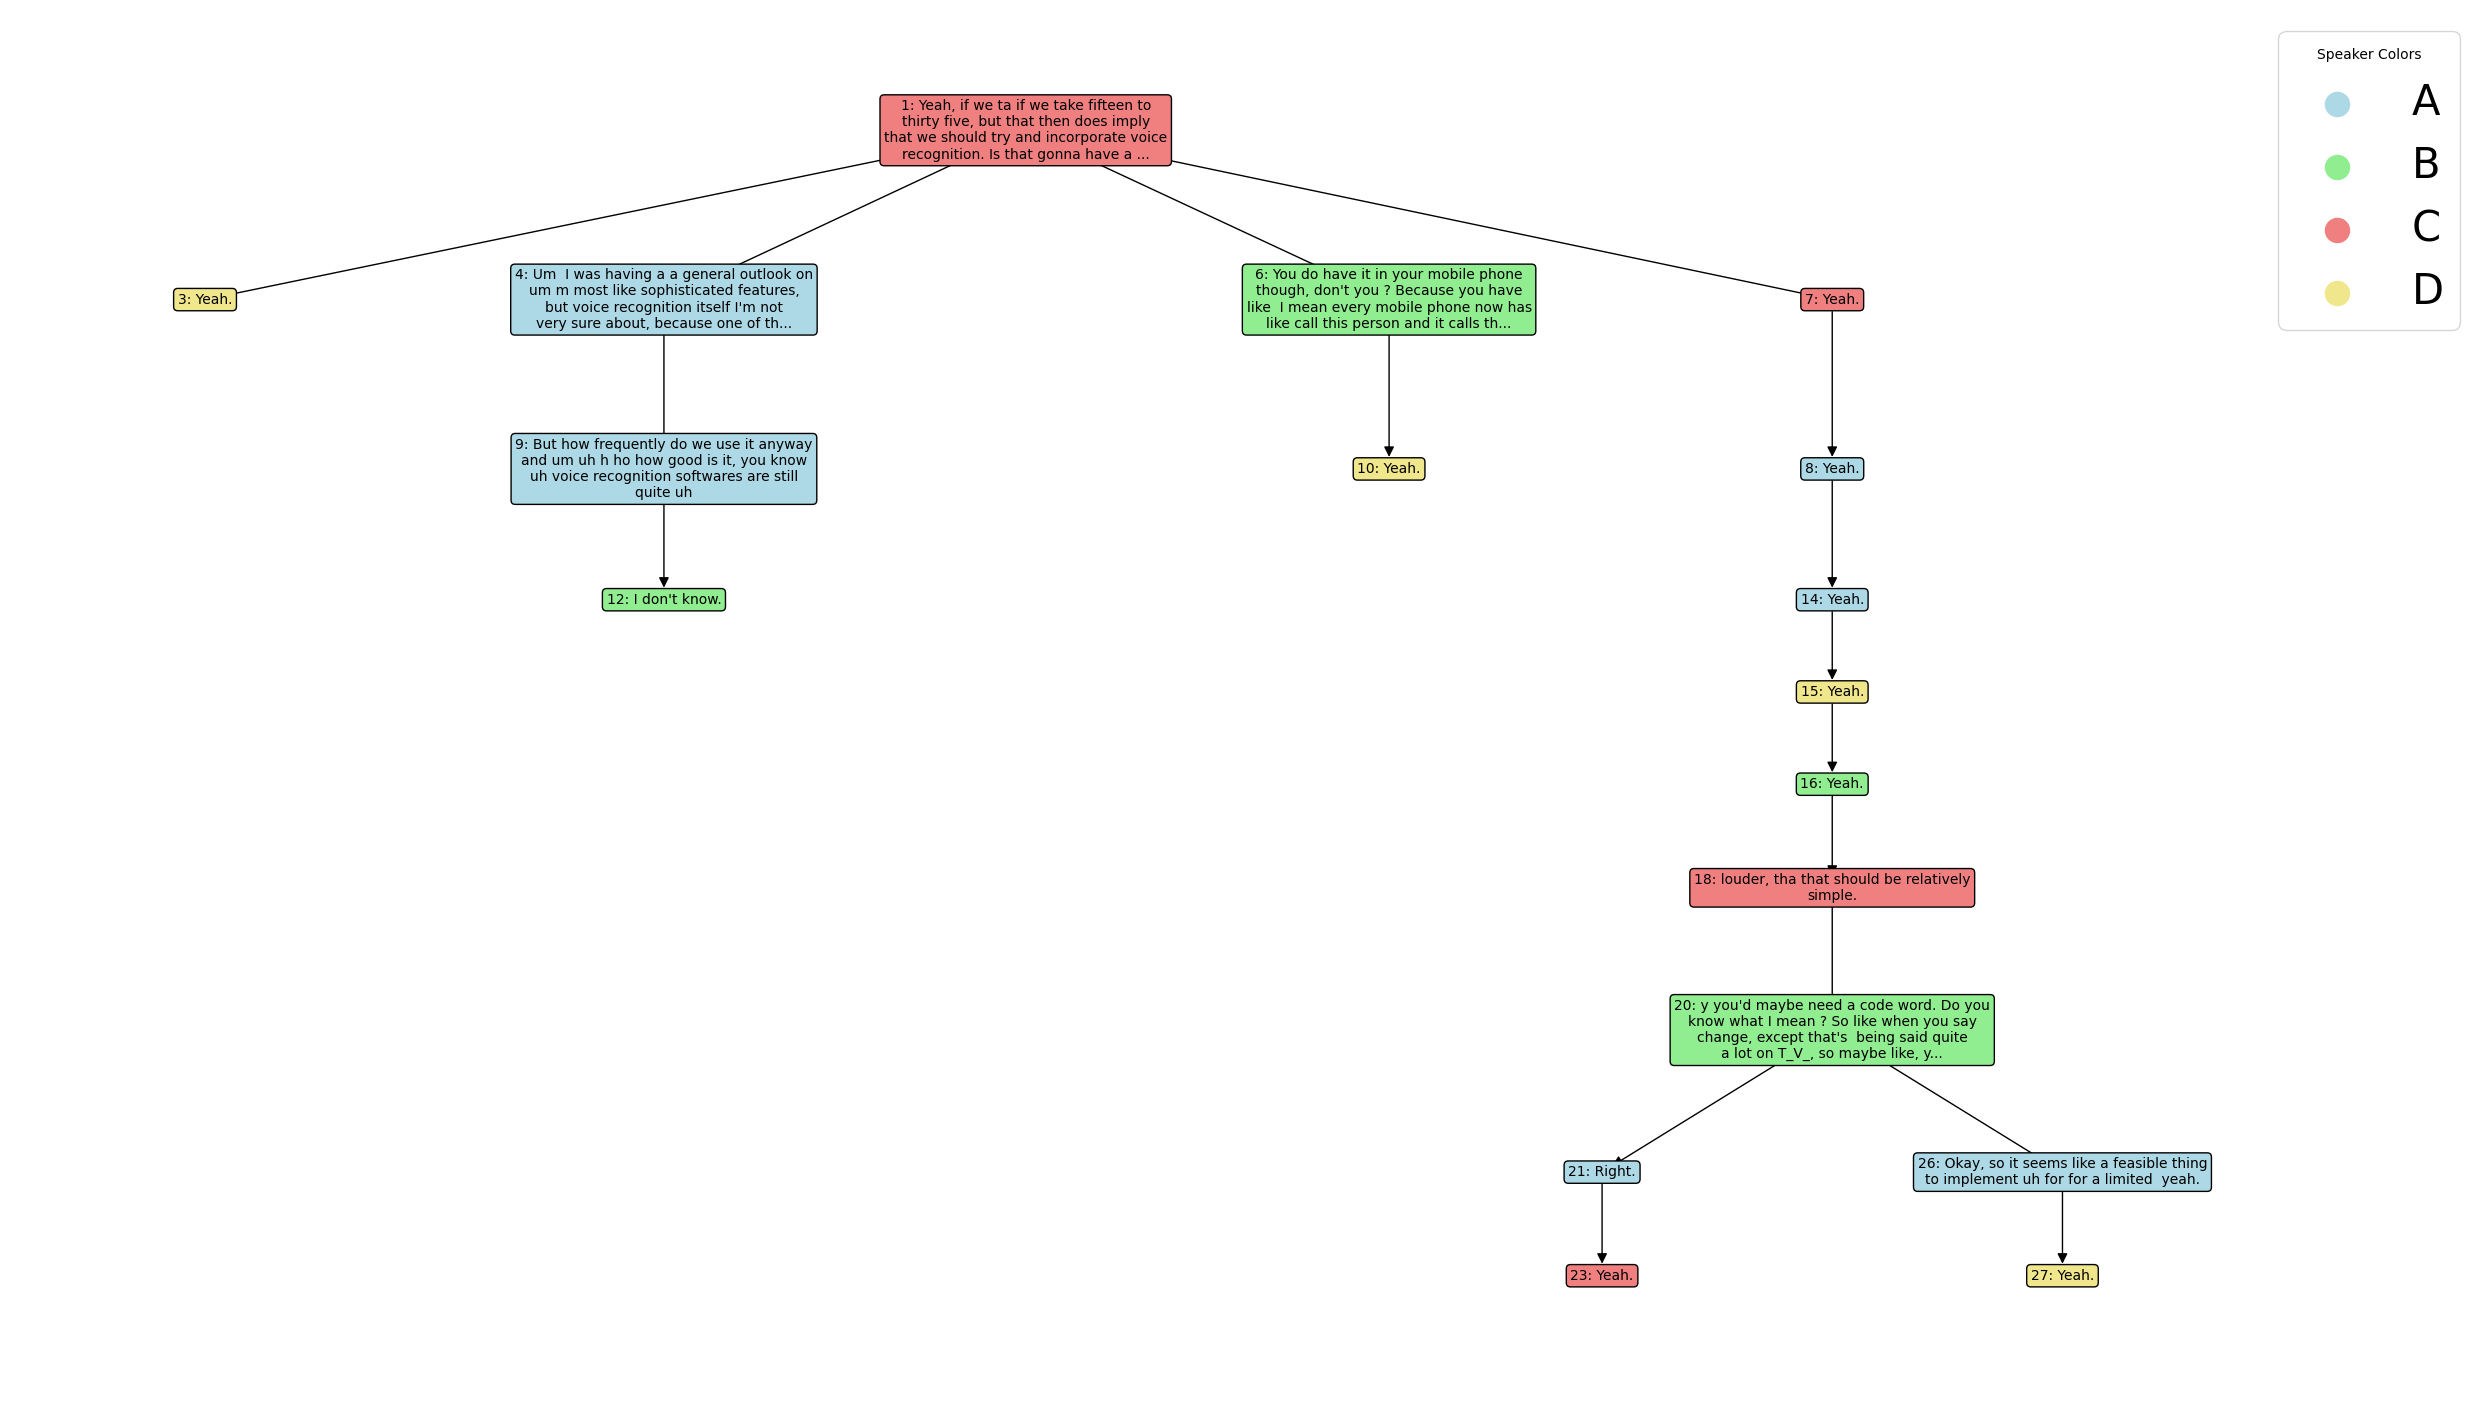 Speaker Colors
A
B
C
D
1: Yeah, if we ta if we take fifteen to
thirty five, but that then does imply
that we should try and incorporate voice
recognition. Is that gonna have a ...
3: Yeah.
4: Um  I was having a a general outlook on
um m most like sophisticated features,
but voice recognition itself I'm not
very sure about, because one of th...
6: You do have it in your mobile phone
though, don't you ? Because you have
like  I mean every mobile phone now has
like call this person and it calls th...
7: Yeah.
9: But how frequently do we use it anyway
and um uh h ho how good is it, you know
uh voice recognition softwares are still
quite uh
10: Yeah.
8: Yeah.
12: I don't know.
14: Yeah.
15: Yeah.
16: Yeah.
18: louder, tha that should be relatively
simple.
20: y you'd maybe need a code word. Do you
know what I mean ? So like when you say
change, except that's  being said quite
a lot on T_V_, so maybe like, y...
21: Right.
26: Okay, so it seems like a feasible thing
to implement uh for for a limited  yeah.
23: Yeah.
27: Yeah.